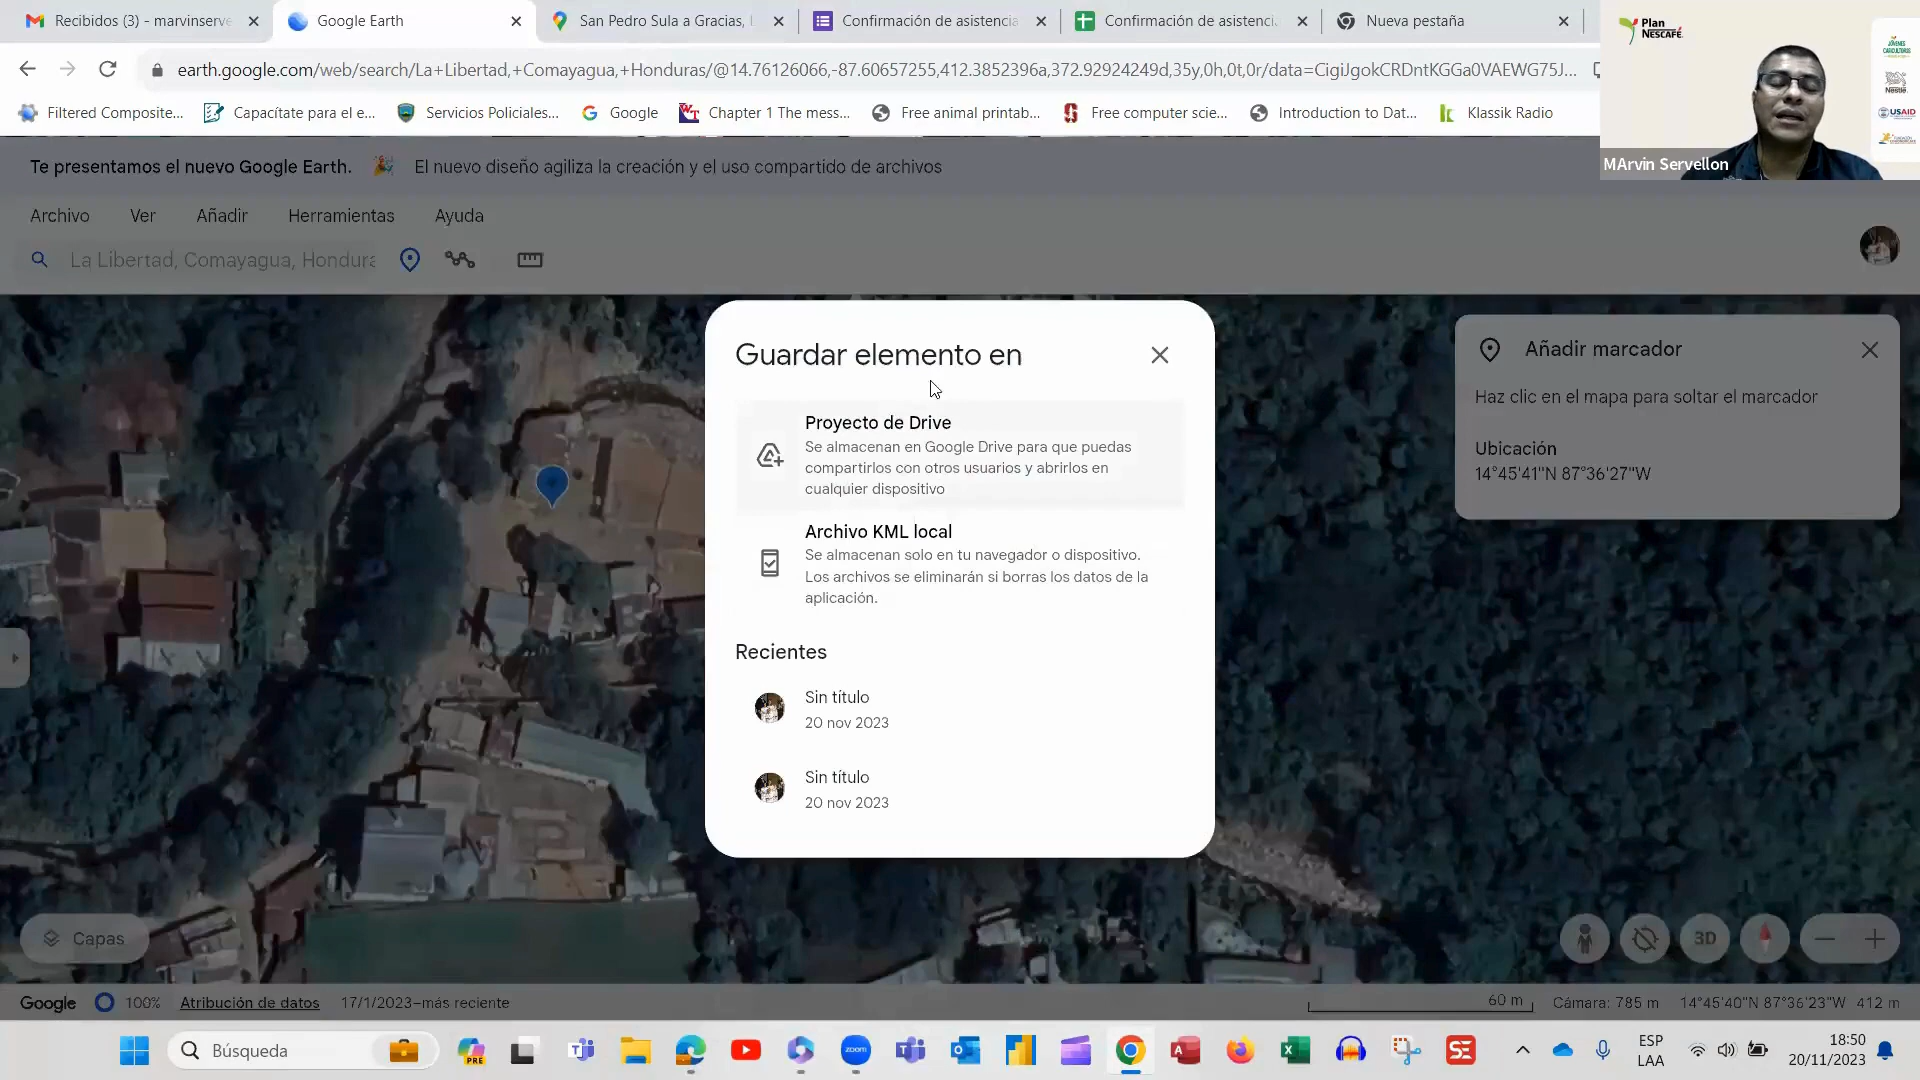 Recibidos (3) - marvinserve
Google Earth
San Pedro Sula a Gracias, L
Confirmación de asistencia
Confirmación de asistenci
Nueva pestaña
earth.google.com/web/search/La+Libertad,+Comayagua,+Honduras/@14.76126066,-87.60657255,412.3852396a,372.92924249d,35y,0h,0t,0r/data=CigiJgokCRDntKGGa0VAEWG75J...
Filtered Composite...
Capacítate para el e...
Servicios Policiales...
Google
Chapter 1 The mess...
Free animal printab...
Free computer scie...
Introduction to Dat...
Klassik Radio
Plan
NESCAFÉ
Nestlé
USAID
MArvin Servellon
Te presentamos el nuevo Google Earth. El nuevo diseño agiliza la creación y el uso compartido de archivos
Archivo Ver Añadir Herramientas Ayuda
La Libertad, Comayagua, Hondura
Guardar elemento en
Proyecto de Drive
Se almacenan en Google Drive para que puedas
compartirlos con otros usuarios y abrirlos en
cualquier dispositivo
Archivo KML local
Se almacenan solo en tu navegador o dispositivo.
Los archivos se eliminarán si borras los datos de la
aplicación.
Recientes
Sin título
20 nov 2023
Sin título
20 nov 2023
Añadir marcador
Haz clic en el mapa para soltar el marcador
Ubicación
14°45'41"N 87°36'27"W
Capas
3D
Google 100% Atribución de datos 17/1/2023–más reciente
60 m Cámara: 785 m 14°45'40"N 87°36'23"W 412 m
Búsqueda
PRE
zoom
SE
ESP
LAA
18:50
20/11/2023